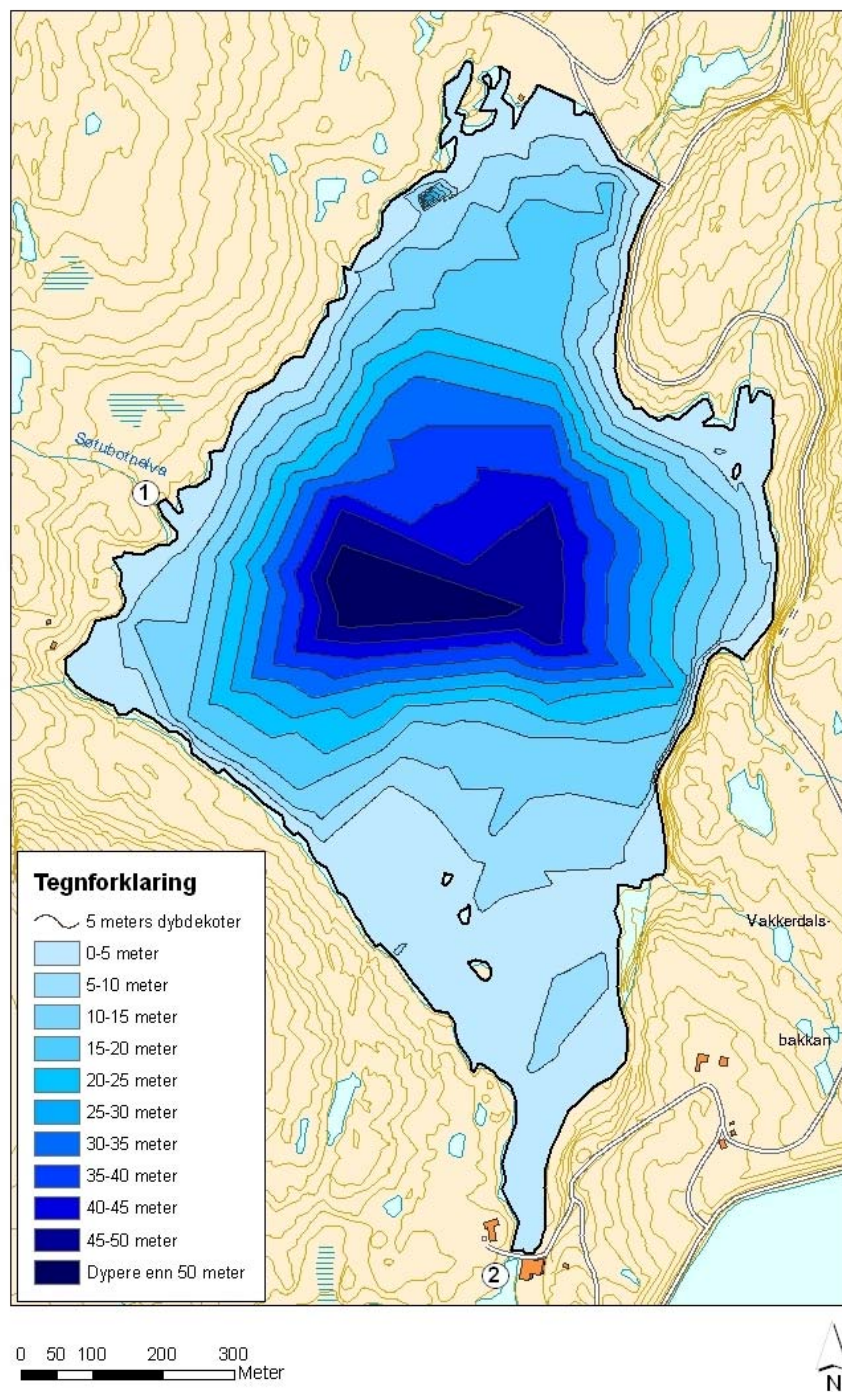 Søtubotnelva
1
Vakkerdals-
bakkan
2
Tegnforklaring
5 meters dybdekoter
0-5 meter
5-10 meter
10-15 meter
15-20 meter
20-25 meter
25-30 meter
30-35 meter
35-40 meter
40-45 meter
45-50 meter
Dypere enn 50 meter
0 50 100 200 300
Meter
N